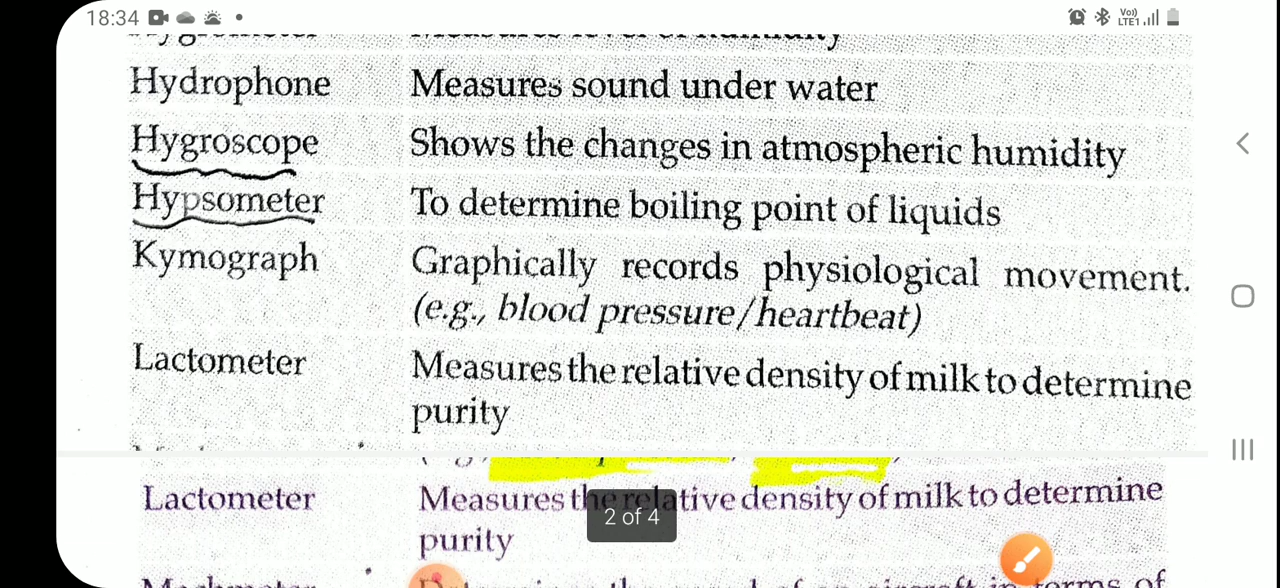 18:34
Hydrophone Measures sound under water
Hygroscope Shows the changes in atmospheric humidity
Hypsometer To determine boiling point of liquids
Kymograph Graphically records physiological movement.
(e.g., blood pressure/heartbeat)
Lactometer Measures the relative density of milk to determine
purity
Lactometer Measures the relative density of milk to determine
2 of 4
purity